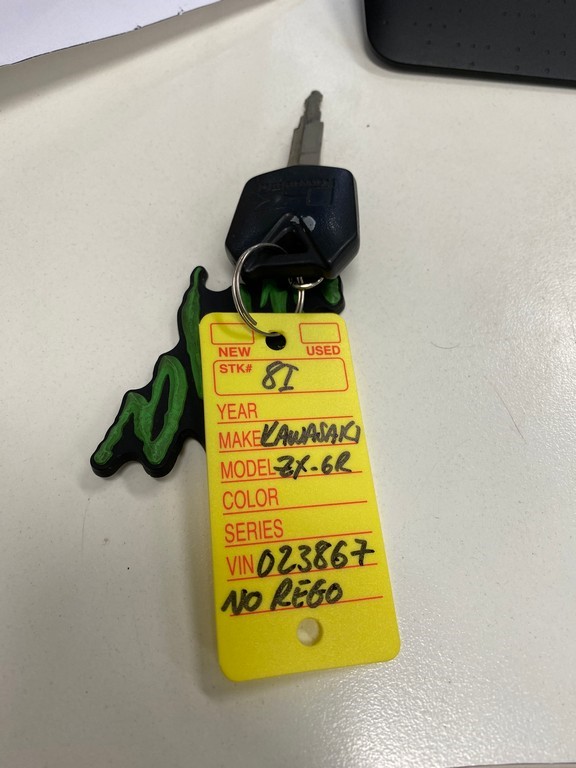 NEW USED
STK# 8I
YEAR
MAKE KAWASAKI
MODEL ZX-6R
COLOR
SERIES
VIN 023867
NO REGO